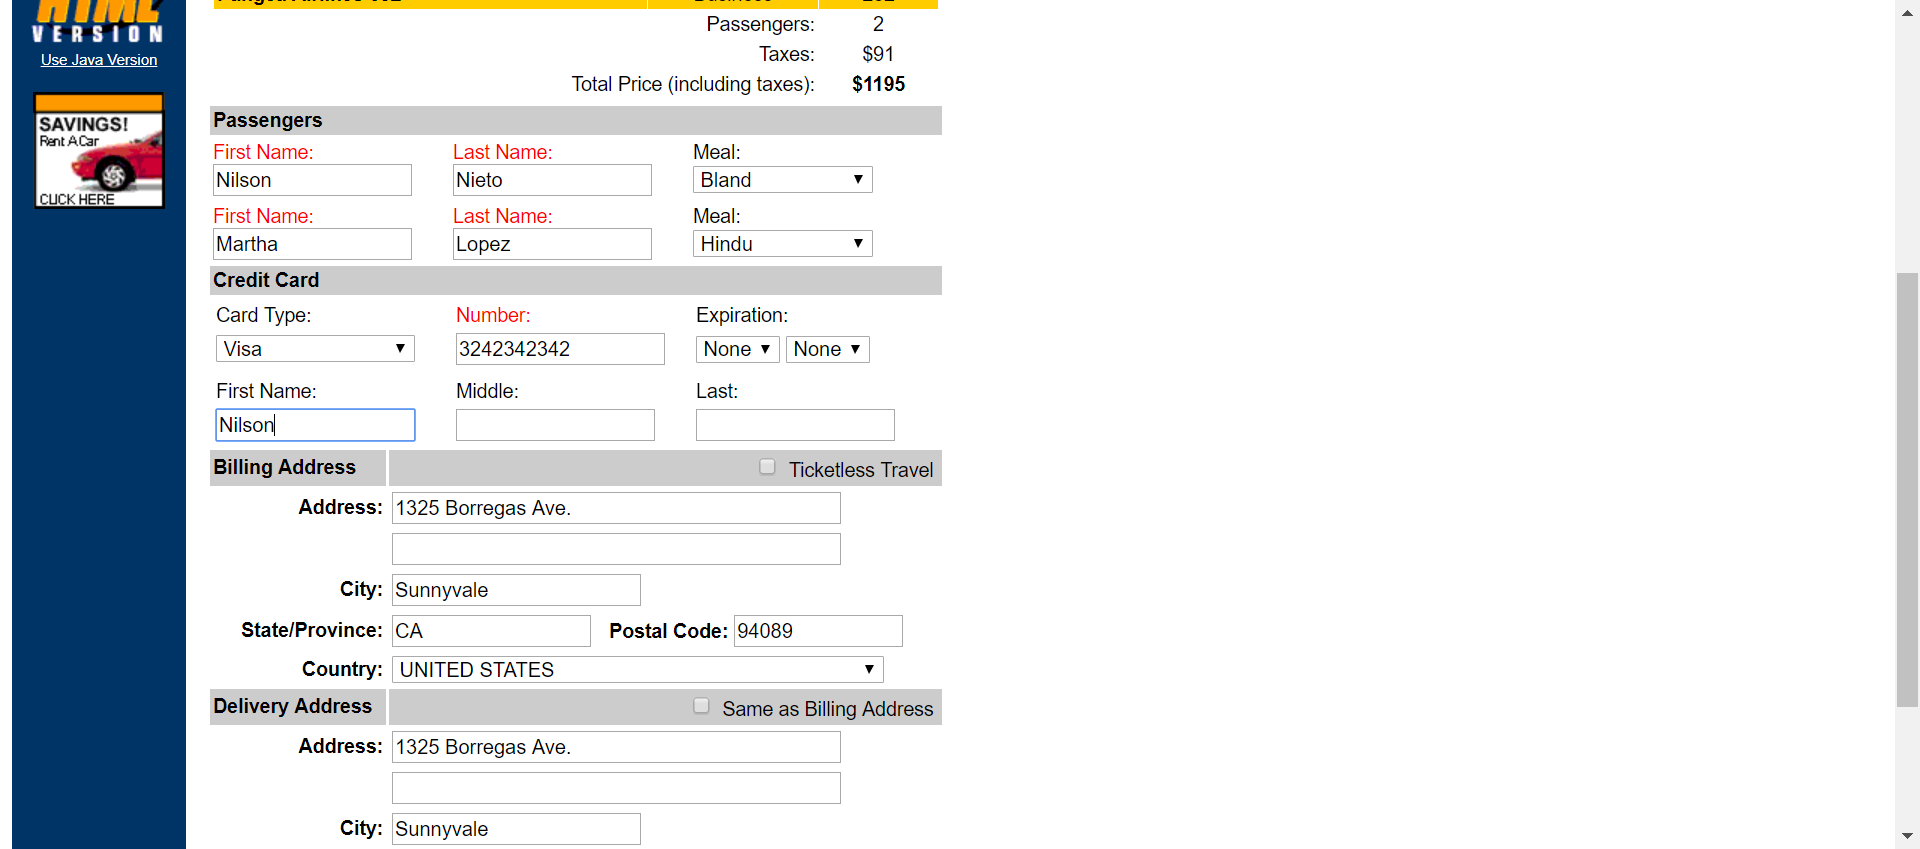 HTML
VERSION
Use Java Version
SAVINGS!
Rent A Car
CLICK HERE
Passengers: 2
Taxes: $91
Total Price (including taxes): $1195
Passengers
First Name: Last Name: Meal:
Nilson Nieto Bland
First Name: Last Name: Meal:
Martha Lopez Hindu
Credit Card
Card Type: Number: Expiration:
Visa 3242342342 None None
First Name: Middle: Last:
Nilson
Billing Address Ticketless Travel
Address: 1325 Borregas Ave.
City: Sunnyvale
State/Province: CA Postal Code: 94089
Country: UNITED STATES
Delivery Address Same as Billing Address
Address: 1325 Borregas Ave.
City: Sunnyvale